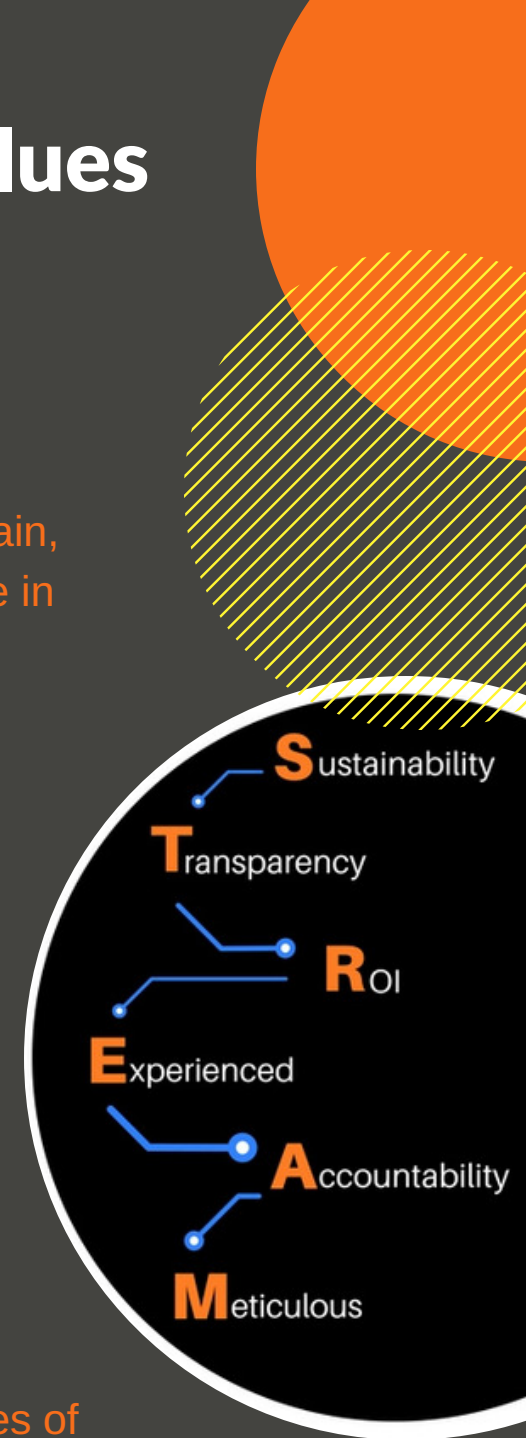 lues
ain,
e in
Sustainability
Transparency
ROI
Experienced
Accountability
Meticulous
es of